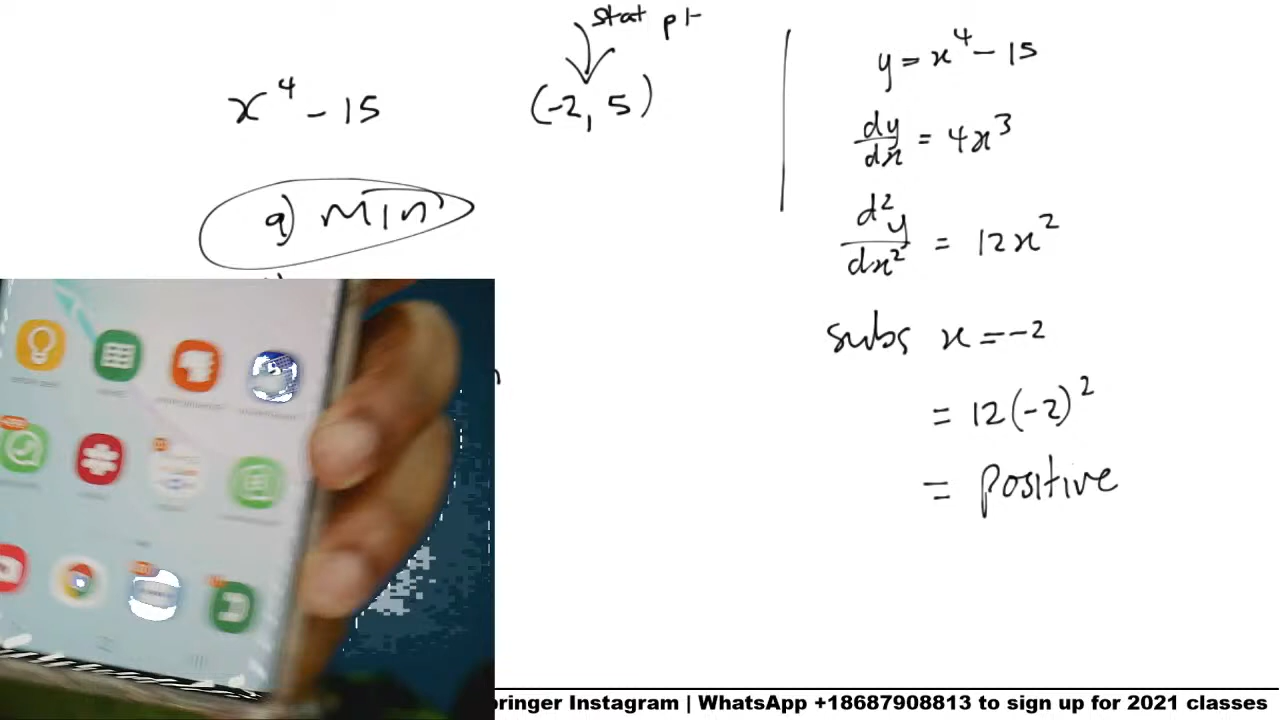 stat pt
x⁴ - 15
(-2, 5)
a) min
y = x⁴ - 15
dy/dx = 4x³
d²y/dx² = 12x²
subs x = -2
= 12(-2)²
= positive
Instagram | WhatsApp +18687908813 to sign up for 2021 classes